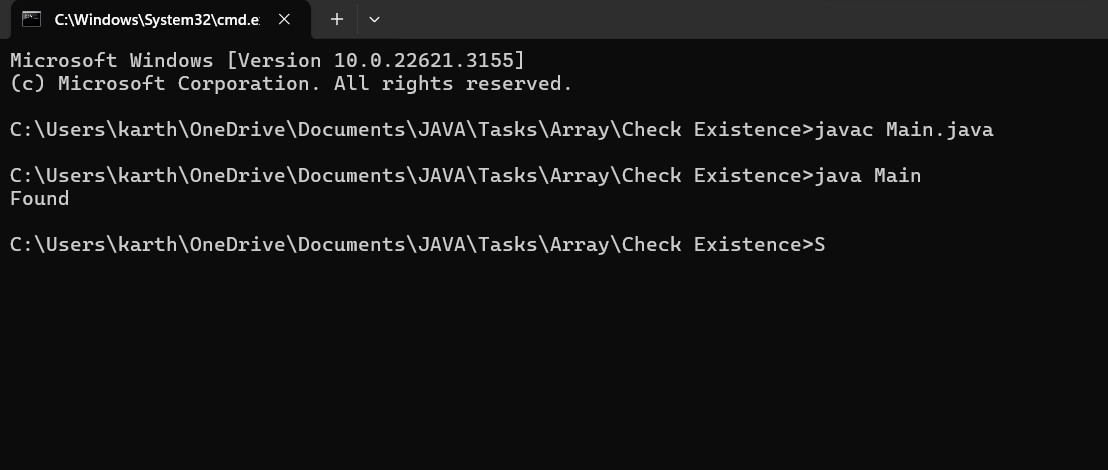 C:\Windows\System32\cmd.e
Microsoft Windows [Version 10.0.22621.3155]
(c) Microsoft Corporation. All rights reserved.
C:\Users\karth\OneDrive\Documents\JAVA\Tasks\Array\Check Existence>javac Main.java
C:\Users\karth\OneDrive\Documents\JAVA\Tasks\Array\Check Existence>java Main
Found
C:\Users\karth\OneDrive\Documents\JAVA\Tasks\Array\Check Existence>S